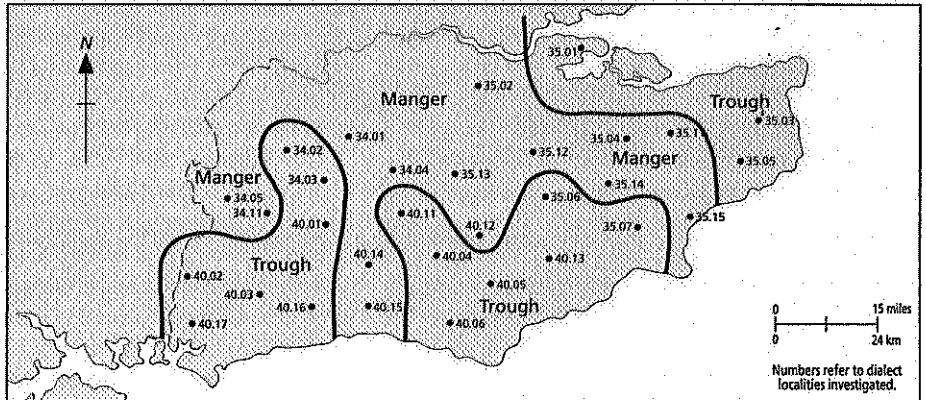 N
35.01
35.02
Manger
Trough
35.03
34.01
35.04
35.1
34.02
35.12
Manger
35.05
Manger
34.04
35.13
34.03
34.05
35.14
34.11
40.11
35.06
35.15
40.01
40.12
35.07
Trough
40.14
40.04
40.13
40.02
40.03
40.05
40.16
40.15
Trough
40.17
40.06
0 15 miles
0 24 km
Numbers refer to dialect
localities investigated.